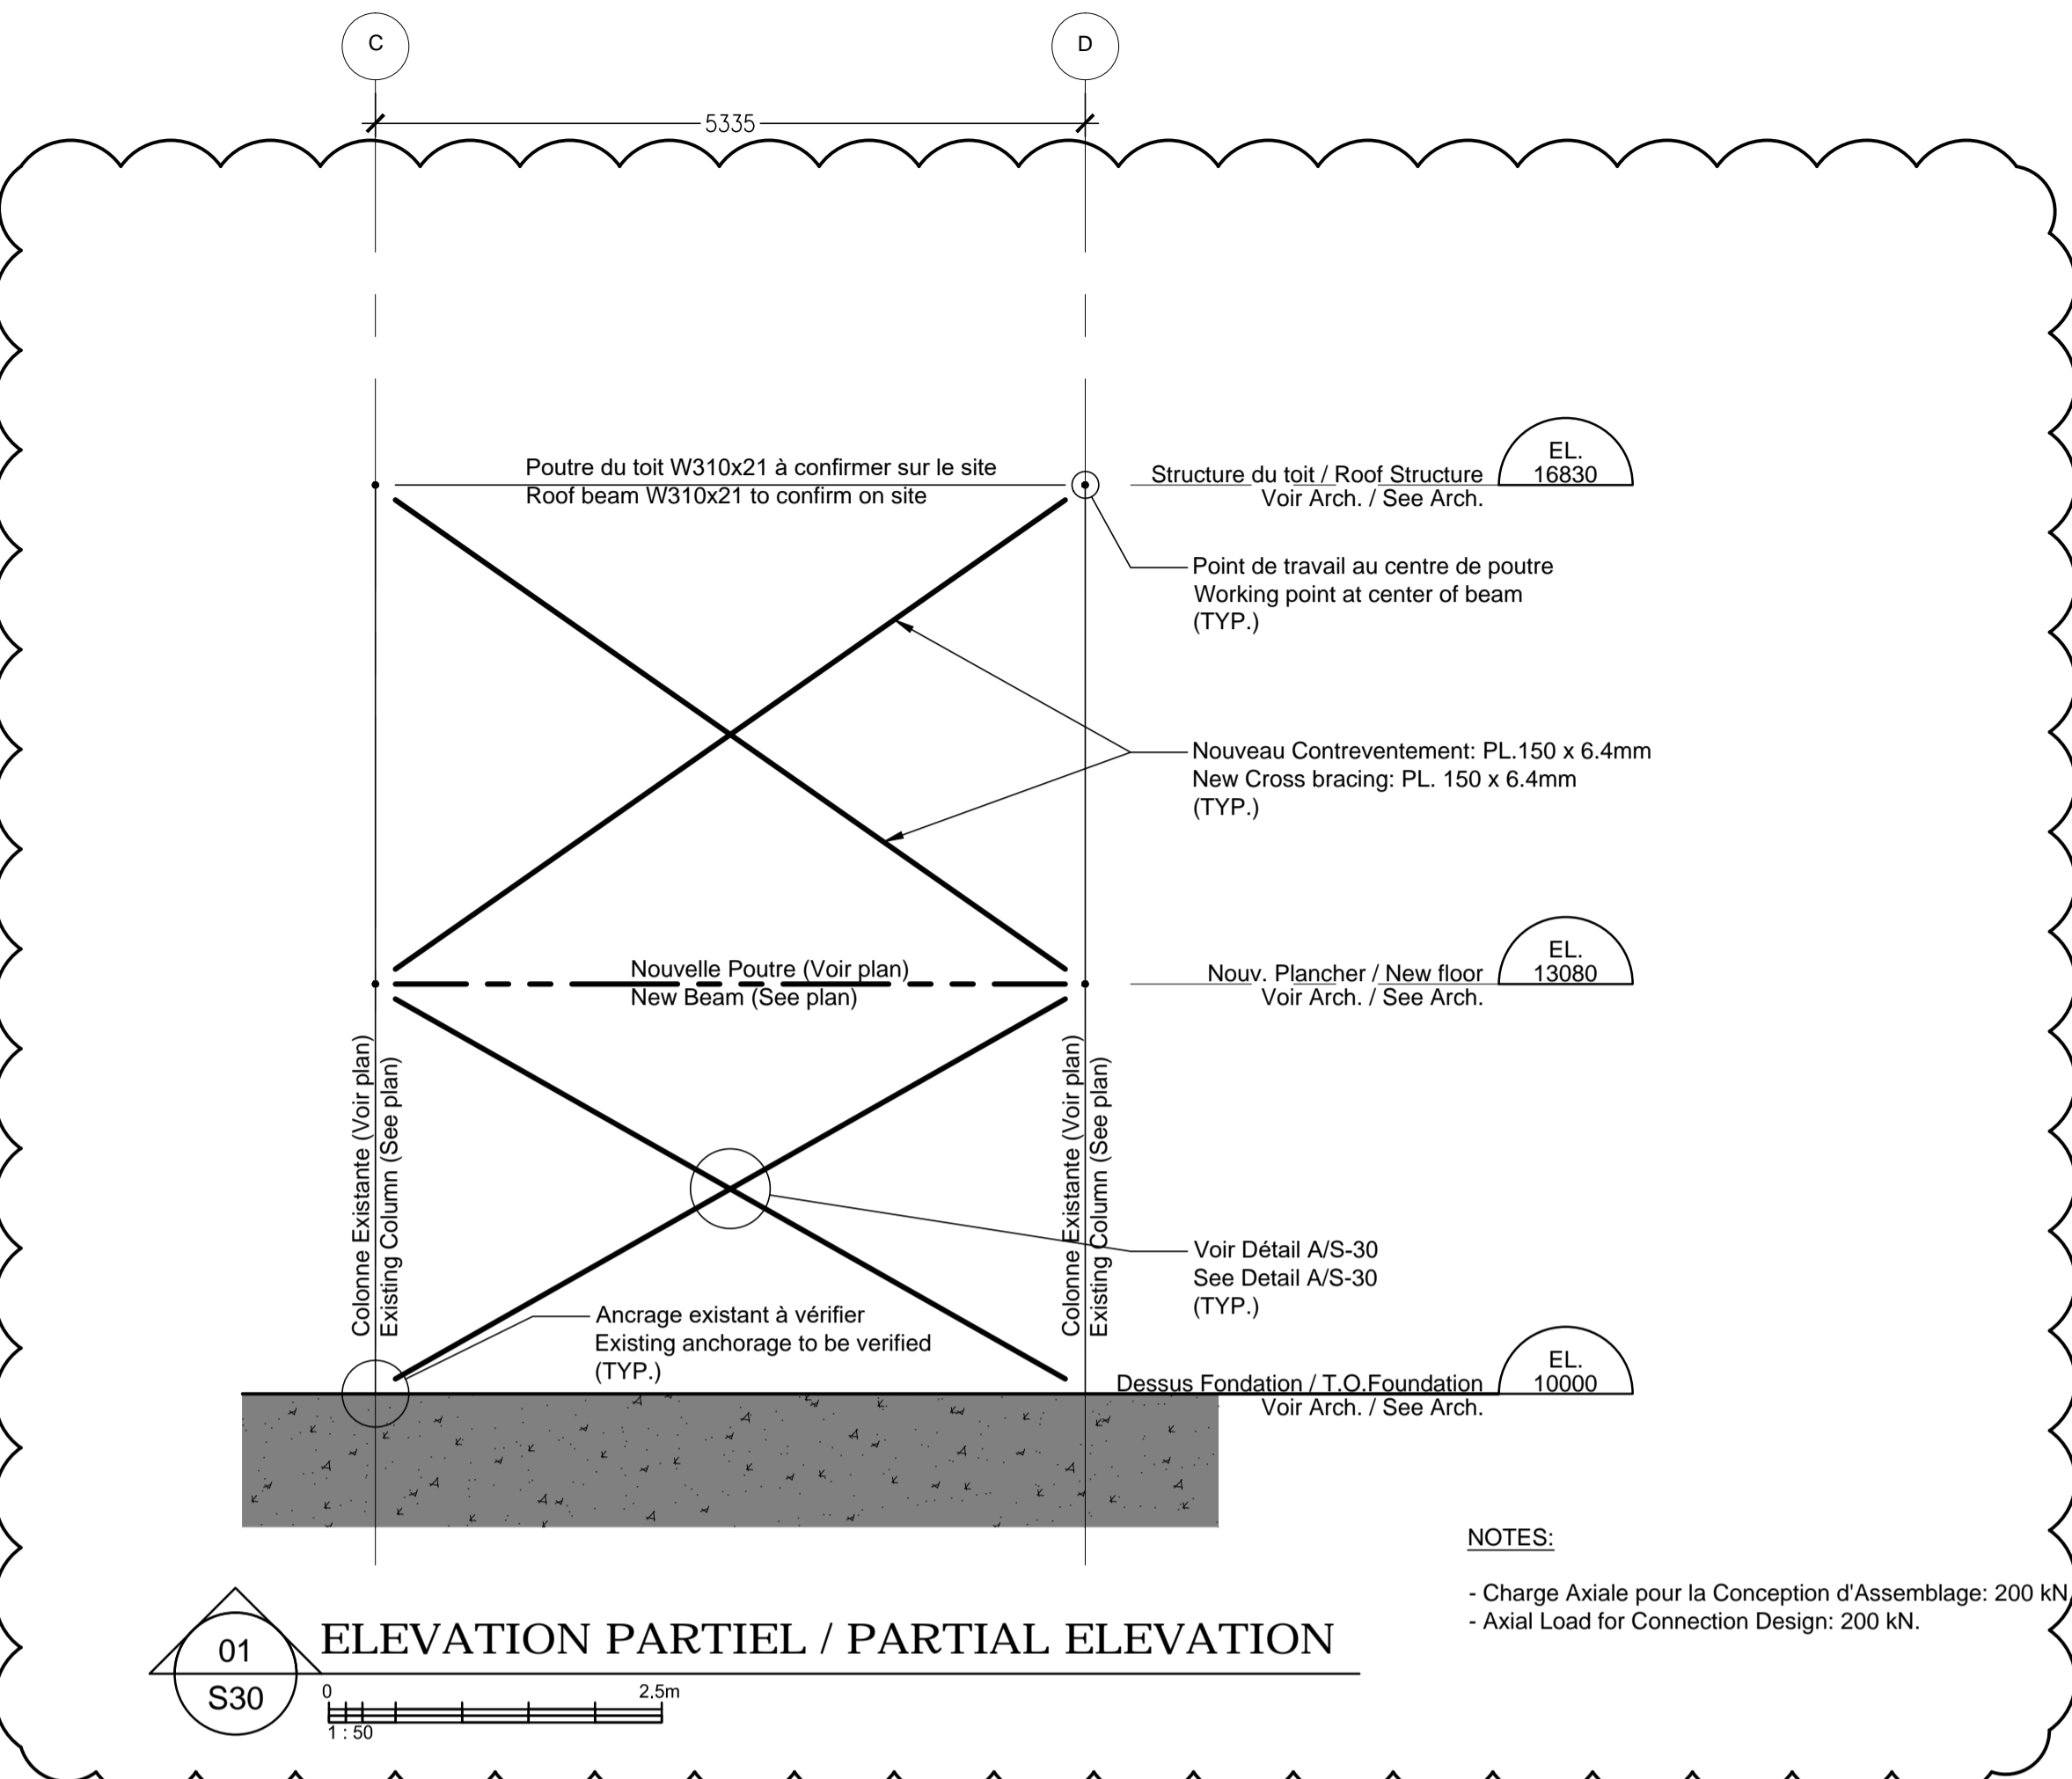 C
D
5335
Poutre du toit W310x21 à confirmer sur le site
Roof beam W310x21 to confirm on site
Structure du toit / Roof Structure
Voir Arch. / See Arch.
EL.
16830
Point de travail au centre de poutre
Working point at center of beam
(TYP.)
Nouveau Contreventement: PL.150 x 6.4mm
New Cross bracing: PL. 150 x 6.4mm
(TYP.)
Nouvelle Poutre (Voir plan)
New Beam (See plan)
Nouv. Plancher / New floor
Voir Arch. / See Arch.
EL.
13080
Colonne Existante (Voir plan)
Existing Column (See plan)
Colonne Existante (Voir plan)
Existing Column (See plan)
Voir Détail A/S-30
See Detail A/S-30
(TYP.)
Ancrage existant à vérifier
Existing anchorage to be verified
(TYP.)
Dessus Fondation / T.O.Foundation
Voir Arch. / See Arch.
EL.
10000
NOTES:
- Charge Axiale pour la Conception d'Assemblage: 200 kN.
- Axial Load for Connection Design: 200 kN.
01
S30
ELEVATION PARTIEL / PARTIAL ELEVATION
0
2.5m
1 : 50